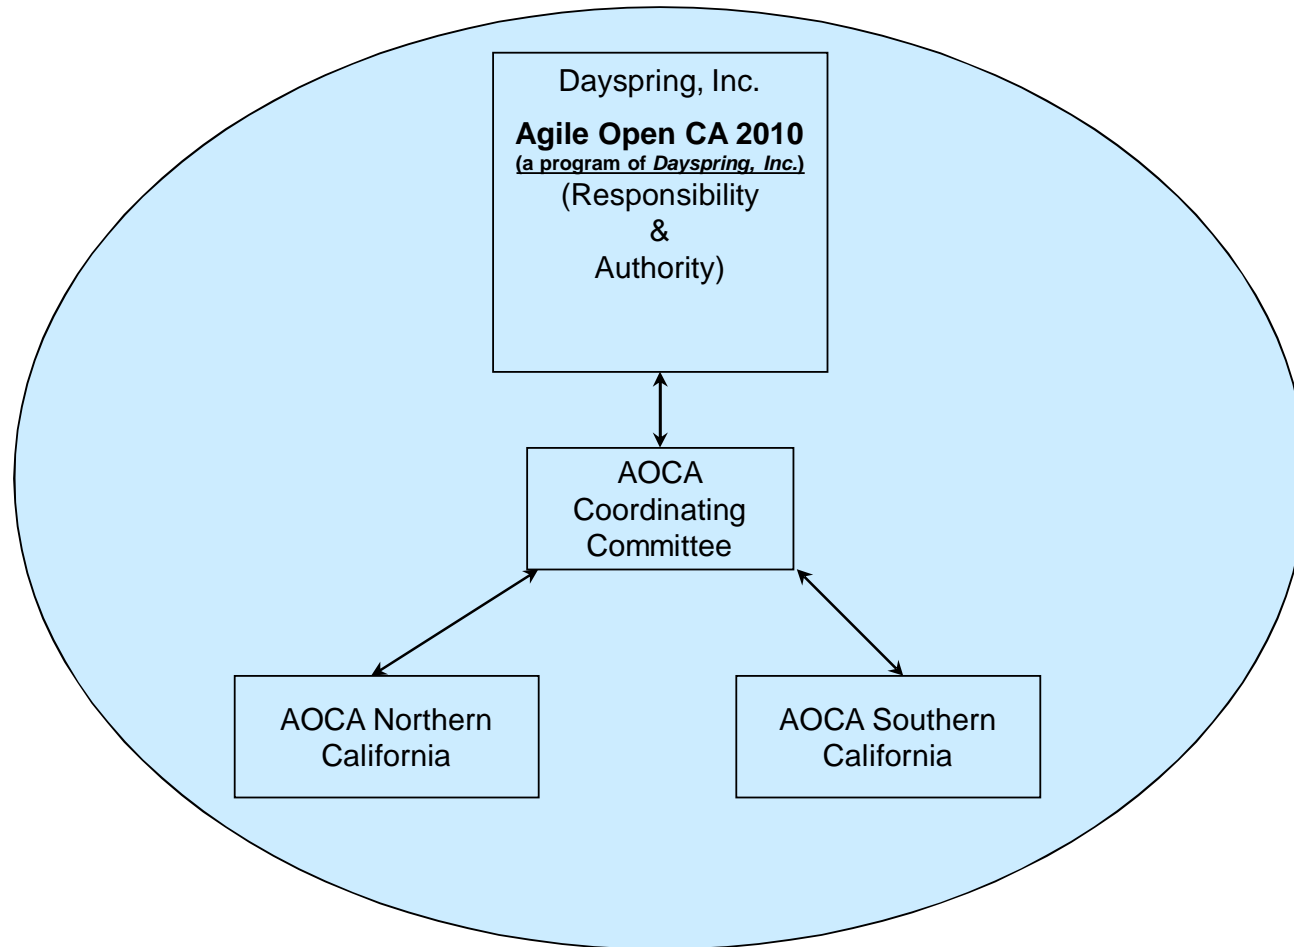 Dayspring, Inc.
Agile Open CA 2010
(a program of Dayspring, Inc.)
(Responsibility
&
Authority)
AOCA
Coordinating
Committee
AOCA Northern
California
AOCA Southern
California